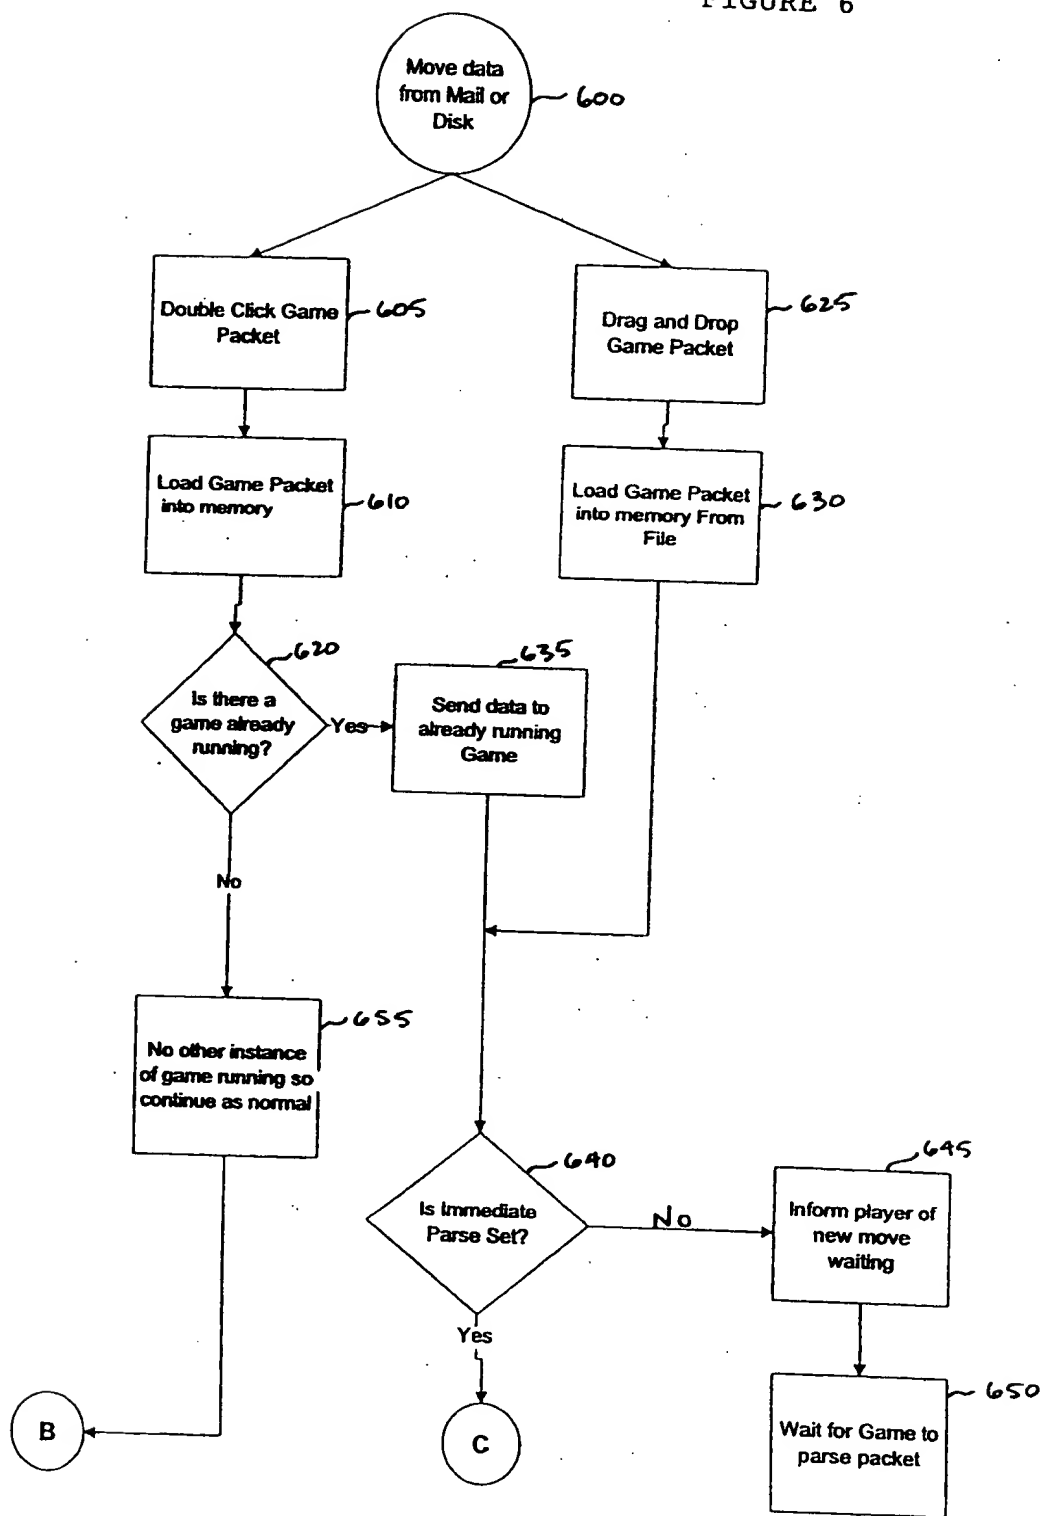 FIGURE 6
Move data
from Mail or
Disk
600
Double Click Game
Packet
605
Drag and Drop
Game Packet
625
Load Game Packet
into memory
610
Load Game Packet
into memory From
File
630
620
Is there a
game already
running?
Yes
635
Send data to
already running
Game
No
655
No other instance
of game running so
continue as normal
640
Is Immediate
Parse Set?
No
645
Inform player of
new move
waiting
Yes
650
Wait for Game to
parse packet
B
C